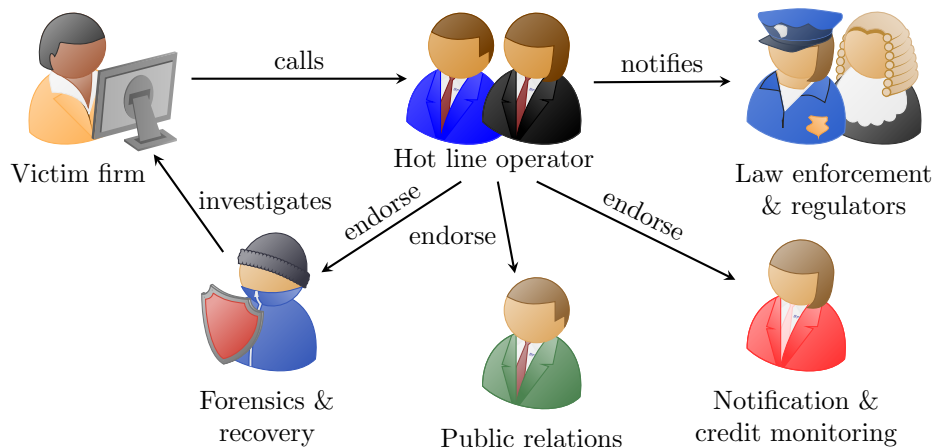 calls
notifies
Victim firm
Hot line operator
Law enforcement
& regulators
investigates
endorse
endorse
endorse
Forensics &
recovery
Public relations
Notification &
credit monitoring